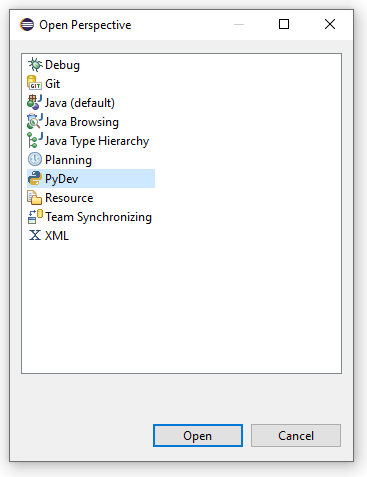 Open Perspective
Debug
Git
Java (default)
Java Browsing
Java Type Hierarchy
Planning
PyDev
Resource
Team Synchronizing
XML
Open
Cancel